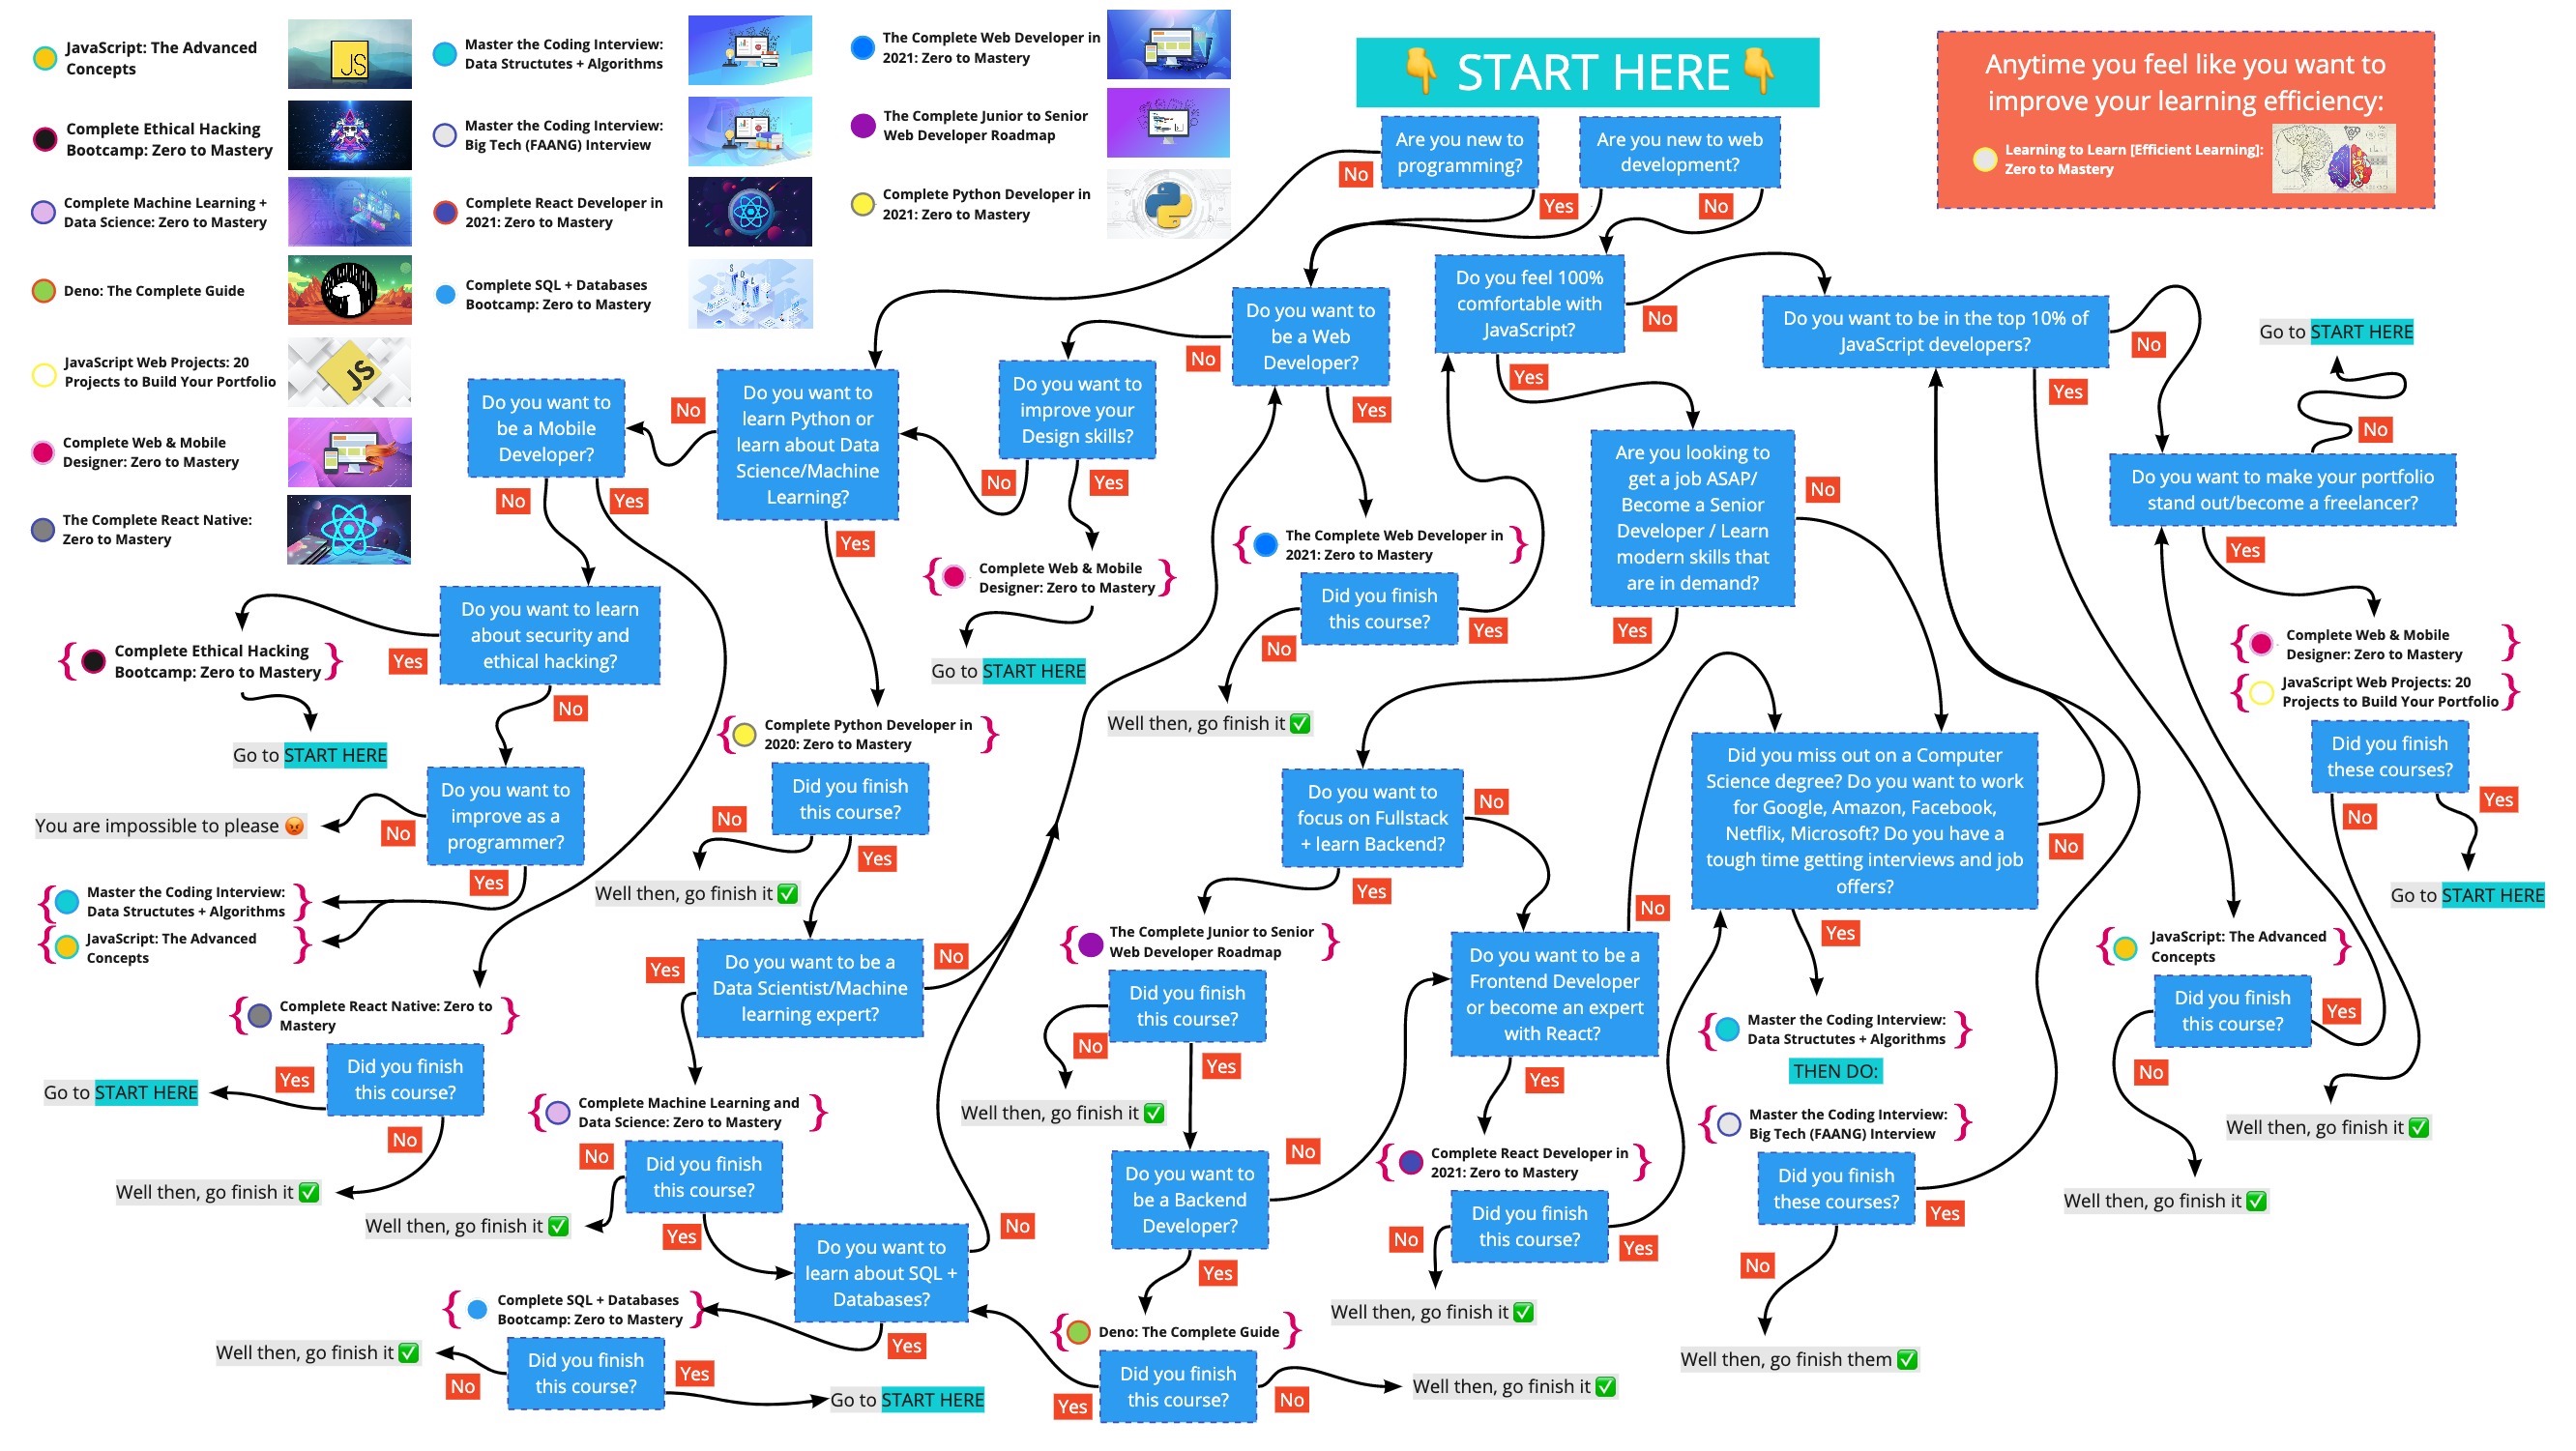 JavaScript: The Advanced
Concepts
Complete Ethical Hacking
Bootcamp: Zero to Mastery
Complete Machine Learning +
Data Science: Zero to Mastery
Deno: The Complete Guide
JavaScript Web Projects: 20
Projects to Build Your Portfolio
Complete Web & Mobile
Designer: Zero to Mastery
The Complete React Native:
Zero to Mastery
JS
JS
Master the Coding Interview:
Data Structutes + Algorithms
Master the Coding Interview:
Big Tech (FAANG) Interview
Complete React Developer in
2021: Zero to Mastery
Complete SQL + Databases
Bootcamp: Zero to Mastery
SQL
The Complete Web Developer in
2021: Zero to Mastery
The Complete Junior to Senior
Web Developer Roadmap
Complete Python Developer in
2021: Zero to Mastery
👇 START HERE 👇
Anytime you feel like you want to
improve your learning efficiency:
Learning to Learn [Efficient Learning]:
Zero to Mastery
Are you new to
programming?
No
Yes
Are you new to web
development?
No
Do you want to
be a Web
Developer?
No
Yes
Do you feel 100%
comfortable with
JavaScript?
No
Yes
Do you want to be in the top 10% of
JavaScript developers?
No
Yes
Go to START HERE
No
Do you want to make your portfolio
stand out/become a freelancer?
Yes
Complete Web & Mobile
Designer: Zero to Mastery
JavaScript Web Projects: 20
Projects to Build Your Portfolio
Did you finish
these courses?
No
Yes
Go to START HERE
Well then, go finish it ✅
Do you want to
be a Mobile
Developer?
No
Yes
No
Do you want to
learn Python or
learn about Data
Science/Machine
Learning?
Yes
Do you want to
improve your
Design skills?
No
Yes
Complete Web & Mobile
Designer: Zero to Mastery
Go to START HERE
The Complete Web Developer in
2021: Zero to Mastery
Did you finish
this course?
No
Yes
Well then, go finish it ✅
Are you looking to
get a job ASAP/
Become a Senior
Developer / Learn
modern skills that
are in demand?
No
Yes
Do you want to learn
about security and
ethical hacking?
Yes
No
Complete Ethical Hacking
Bootcamp: Zero to Mastery
Go to START HERE
Do you want to
improve as a
programmer?
No
Yes
You are impossible to please 😡
Master the Coding Interview:
Data Structutes + Algorithms
JavaScript: The Advanced
Concepts
Complete React Native: Zero to
Mastery
Did you finish
this course?
Yes
No
Go to START HERE
Well then, go finish it ✅
Complete Python Developer in
2020: Zero to Mastery
Did you finish
this course?
No
Yes
Well then, go finish it ✅
Do you want to be a
Data Scientist/Machine
learning expert?
Yes
No
Complete Machine Learning and
Data Science: Zero to Mastery
Did you finish
this course?
No
Yes
Well then, go finish it ✅
Do you want to
learn about SQL +
Databases?
No
Yes
Complete SQL + Databases
Bootcamp: Zero to Mastery
Did you finish
this course?
No
Yes
Well then, go finish it ✅
Go to START HERE
Do you want to
focus on Fullstack
+ learn Backend?
No
Yes
The Complete Junior to Senior
Web Developer Roadmap
Did you finish
this course?
No
Yes
Well then, go finish it ✅
Do you want to
be a Backend
Developer?
No
Yes
Deno: The Complete Guide
Did you finish
this course?
Yes
No
Well then, go finish it ✅
Do you want to be a
Frontend Developer
or become an expert
with React?
No
Yes
Complete React Developer in
2021: Zero to Mastery
Did you finish
this course?
No
Yes
Well then, go finish it ✅
Did you miss out on a Computer
Science degree? Do you want to work
for Google, Amazon, Facebook,
Netflix, Microsoft? Do you have a
tough time getting interviews and job
offers?
No
Yes
Master the Coding Interview:
Data Structutes + Algorithms
THEN DO:
Master the Coding Interview:
Big Tech (FAANG) Interview
Did you finish
these courses?
Yes
No
Well then, go finish them ✅
JavaScript: The Advanced
Concepts
Did you finish
this course?
Yes
No
Well then, go finish it ✅